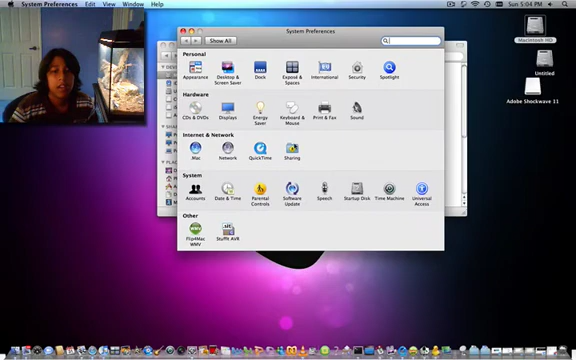 System Preferences Edit View Window Help
Sun 5:04 PM
System Preferences
Show All
Personal
Appearance
Desktop &
Screen Saver
Dock
Exposé &
Spaces
International
Security
Spotlight
Hardware
CDs & DVDs
Displays
Energy
Saver
Keyboard &
Mouse
Print & Fax
Sound
Internet & Network
.Mac
Network
QuickTime
Sharing
System
Accounts
Date & Time
Parental
Controls
Software
Update
Speech
Startup Disk
Time Machine
Universal
Access
Other
Flip4Mac
WMV
StuffIt AVR
Macintosh HD
Untitled
Adobe Shockwave 11